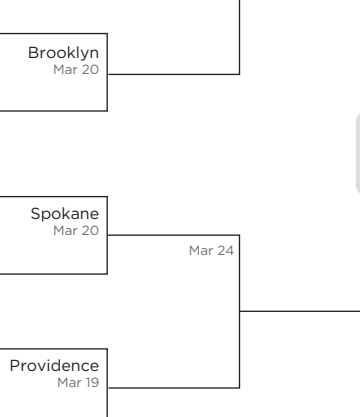 Brooklyn
Mar 20
Spokane
Mar 20
Mar 24
Providence
Mar 19